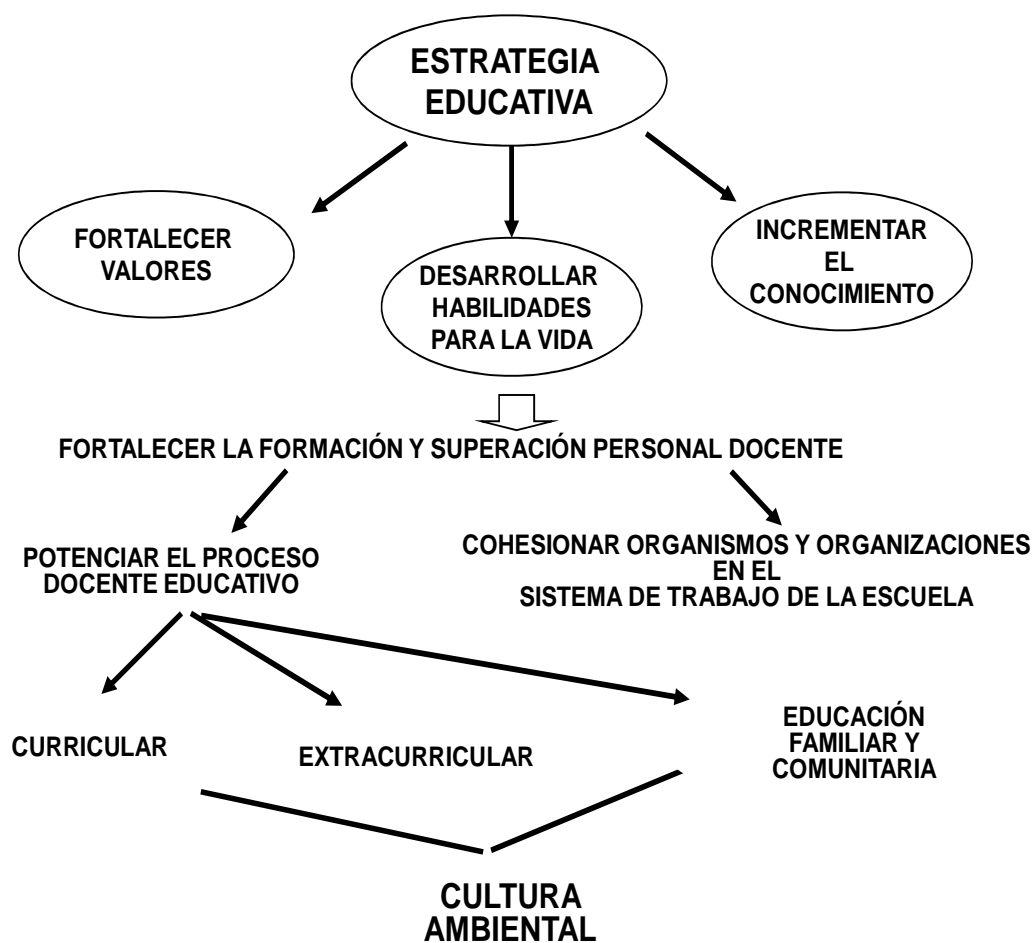 ESTRATEGIA
EDUCATIVA
FORTALECER
VALORES
DESARROLLAR
HABILIDADES
PARA LA VIDA
INCREMENTAR
EL
CONOCIMIENTO
FORTALECER LA FORMACIÓN Y SUPERACIÓN PERSONAL DOCENTE
POTENCIAR EL PROCESO
DOCENTE EDUCATIVO
COHESIONAR ORGANISMOS Y ORGANIZACIONES
EN EL
SISTEMA DE TRABAJO DE LA ESCUELA
CURRICULAR
EXTRACURRICULAR
EDUCACIÓN
FAMILIAR Y
COMUNITARIA
CULTURA
AMBIENTAL